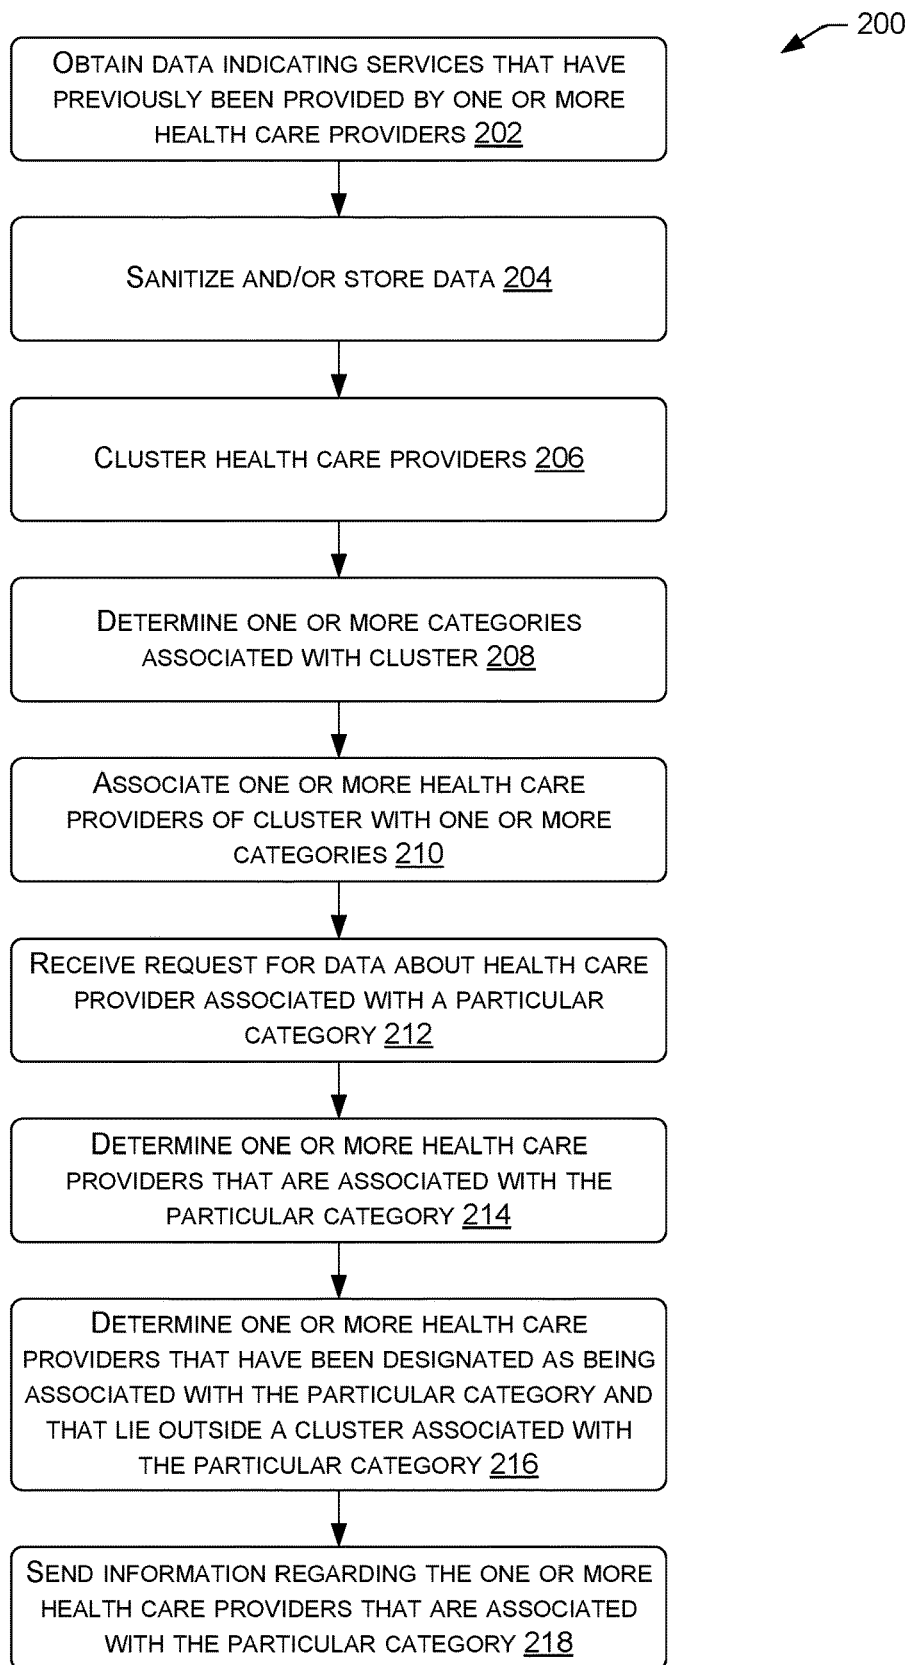 200
OBTAIN DATA INDICATING SERVICES THAT HAVE
PREVIOUSLY BEEN PROVIDED BY ONE OR MORE
HEALTH CARE PROVIDERS 202
SANITIZE AND/OR STORE DATA 204
CLUSTER HEALTH CARE PROVIDERS 206
DETERMINE ONE OR MORE CATEGORIES
ASSOCIATED WITH CLUSTER 208
ASSOCIATE ONE OR MORE HEALTH CARE
PROVIDERS OF CLUSTER WITH ONE OR MORE
CATEGORIES 210
RECEIVE REQUEST FOR DATA ABOUT HEALTH CARE
PROVIDER ASSOCIATED WITH A PARTICULAR
CATEGORY 212
DETERMINE ONE OR MORE HEALTH CARE
PROVIDERS THAT ARE ASSOCIATED WITH THE
PARTICULAR CATEGORY 214
DETERMINE ONE OR MORE HEALTH CARE
PROVIDERS THAT HAVE BEEN DESIGNATED AS BEING
ASSOCIATED WITH THE PARTICULAR CATEGORY AND
THAT LIE OUTSIDE A CLUSTER ASSOCIATED WITH
THE PARTICULAR CATEGORY 216
SEND INFORMATION REGARDING THE ONE OR MORE
HEALTH CARE PROVIDERS THAT ARE ASSOCIATED
WITH THE PARTICULAR CATEGORY 218